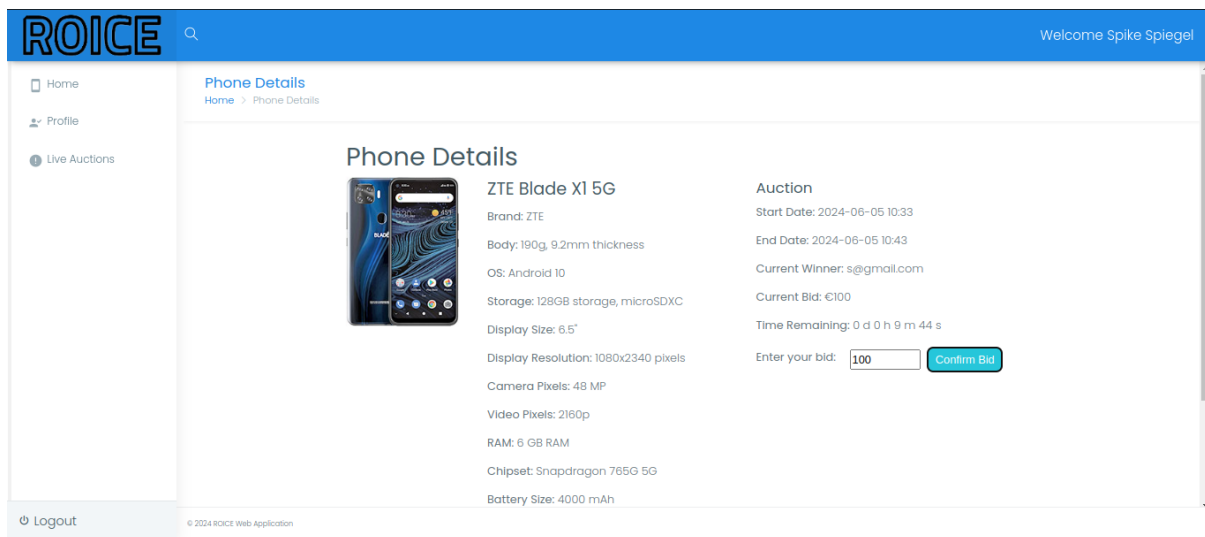 ROICE
Welcome Spike Spiegel
Home
Profile
Live Auctions
Logout
Phone Details
Home > Phone Details
Phone Details
BLADE
ZTE Blade X1 5G
Brand: ZTE
Body: 190g, 9.2mm thickness
OS: Android 10
Storage: 128GB storage, microSDXC
Display Size: 6.5"
Display Resolution: 1080x2340 pixels
Camera Pixels: 48 MP
Video Pixels: 2160p
RAM: 6 GB RAM
Chipset: Snapdragon 765G 5G
Battery Size: 4000 mAh
Auction
Start Date: 2024-06-05 10:33
End Date: 2024-06-05 10:43
Current Winner: s@gmail.com
Current Bid: €100
Time Remaining: 0 d 0 h 9 m 44 s
Enter your bid: 100 Confirm Bid
© 2024 ROICE Web Application